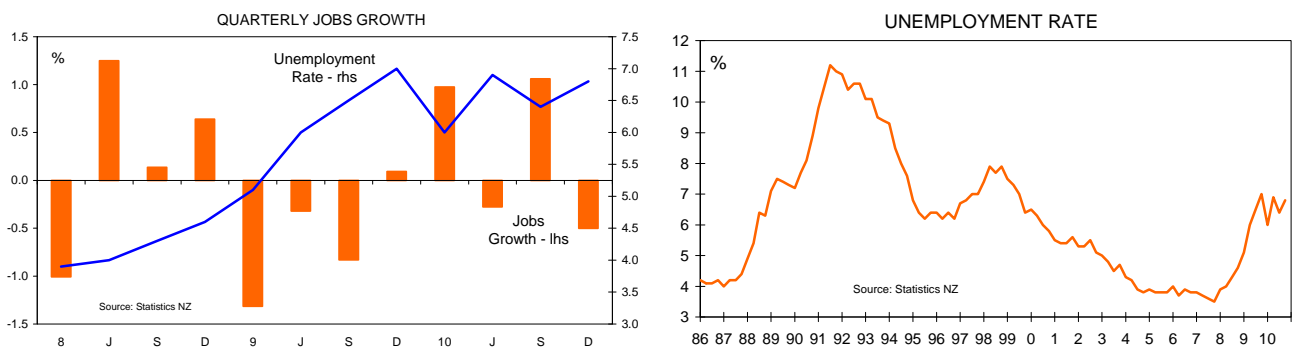 QUARTERLY JOBS GROWTH
1.5 7.5
% Unemployment
Rate - rhs
7.0
1.0
6.5
0.5 6.0
5.5
0.0
5.0
Jobs
Growth - lhs
-0.5 4.5
4.0
-1.0
3.5
Source: Statistics NZ
-1.5 3.0
8 J S D 9 J S D 10 J S D
UNEMPLOYMENT RATE
12
%
11
10
9
8
7
6
5
4
Source: Statistics NZ
3
86 87 88 89 90 91 92 93 94 95 96 97 98 99 0 1 2 3 4 5 6 7 8 9 10